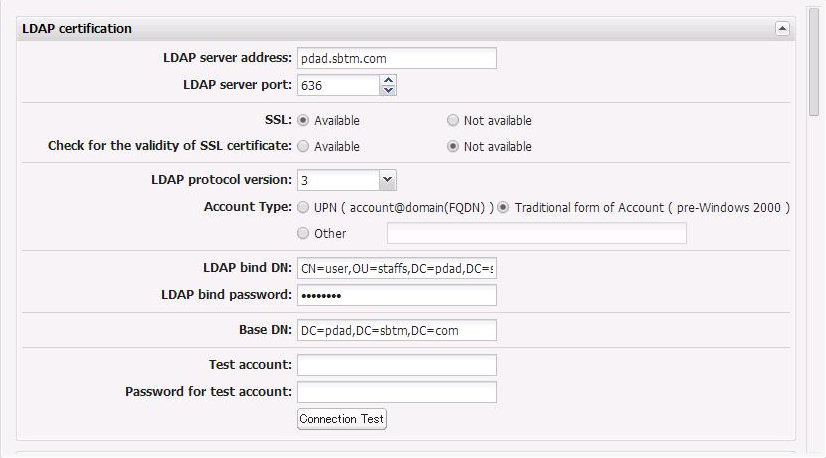 LDAP certification
LDAP server address: pdad.sbtm.com
LDAP server port: 636
SSL: Available Not available
Check for the validity of SSL certificate: Available Not available
LDAP protocol version: 3
Account Type: UPN ( account@domain(FQDN) ) Traditional form of Account ( pre-Windows 2000 )
Other
LDAP bind DN: CN=user,OU=staffs,DC=pdad,DC=s
LDAP bind password: ••••••••
Base DN: DC=pdad,DC=sbtm,DC=com
Test account:
Password for test account:
Connection Test